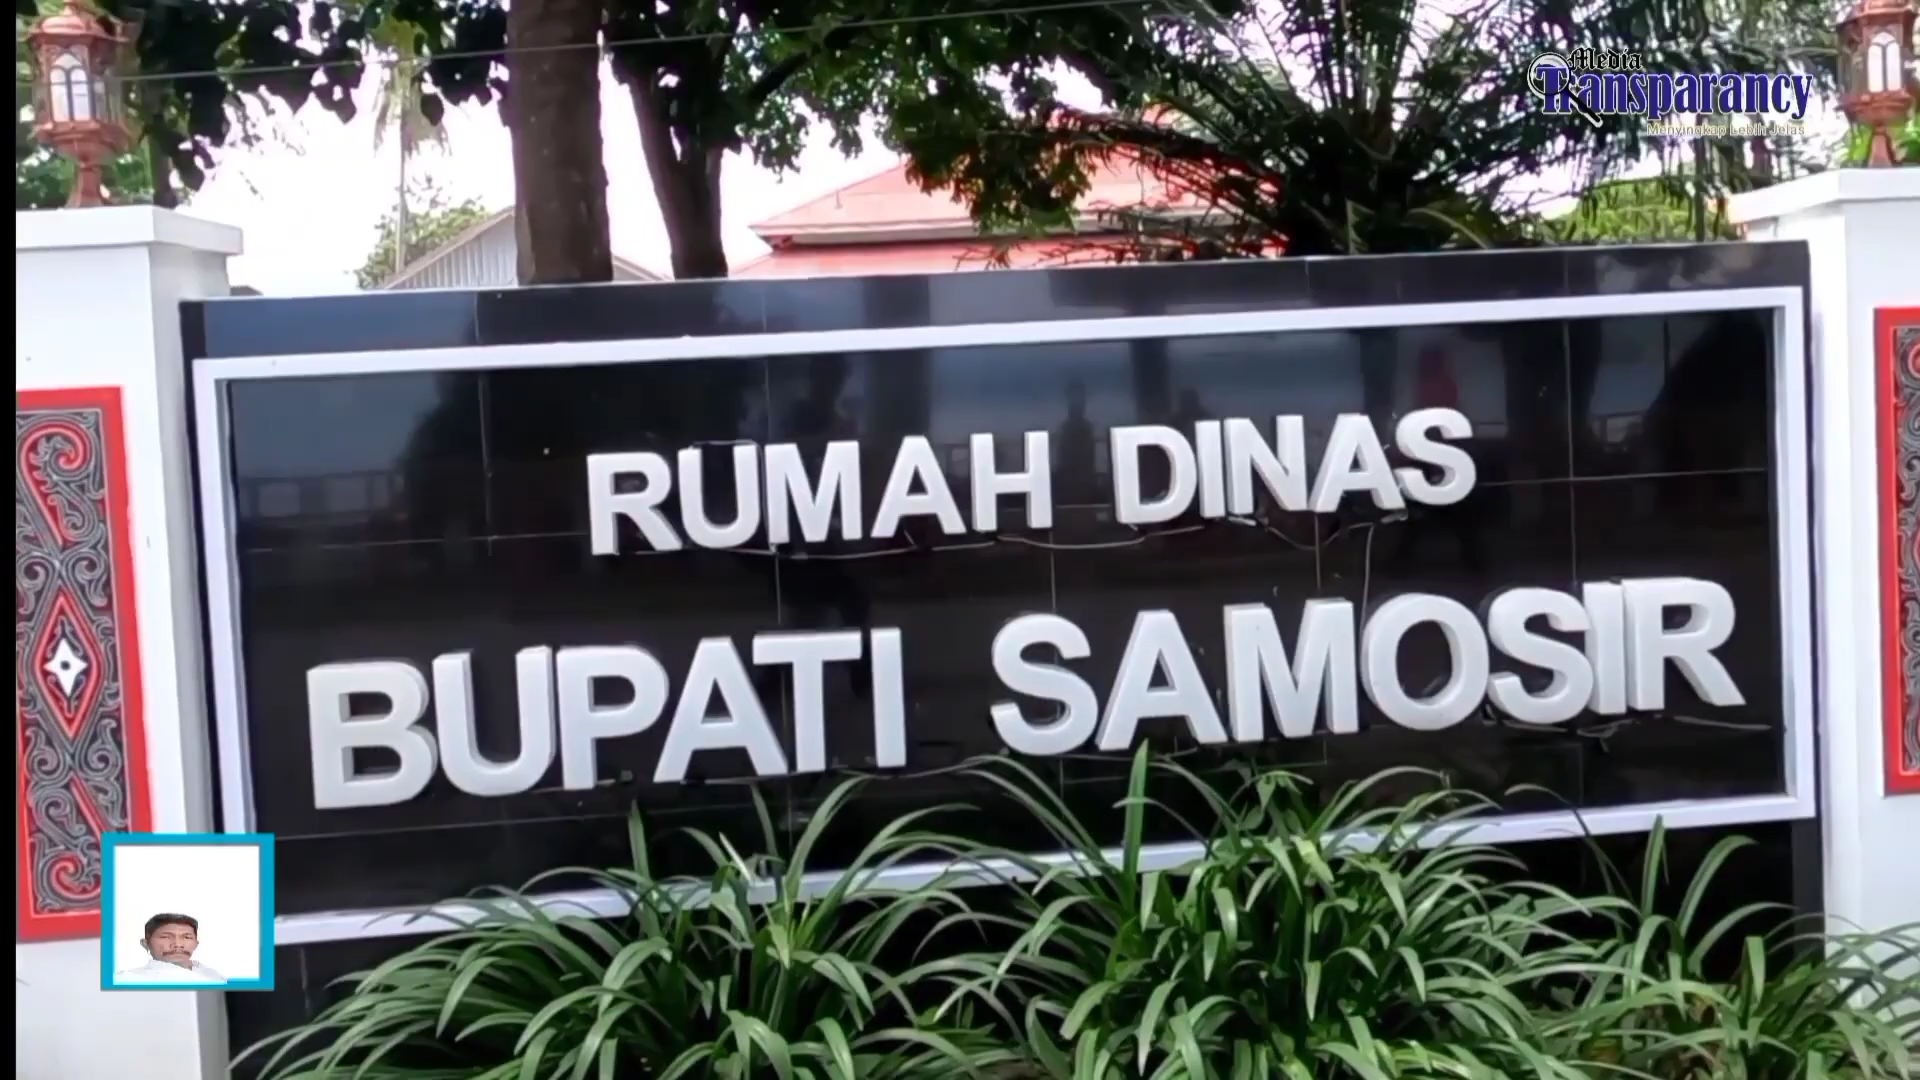 Media
Transparancy
Menyingkap Lebih Jelas
RUMAH DINAS
BUPATI SAMOSIR